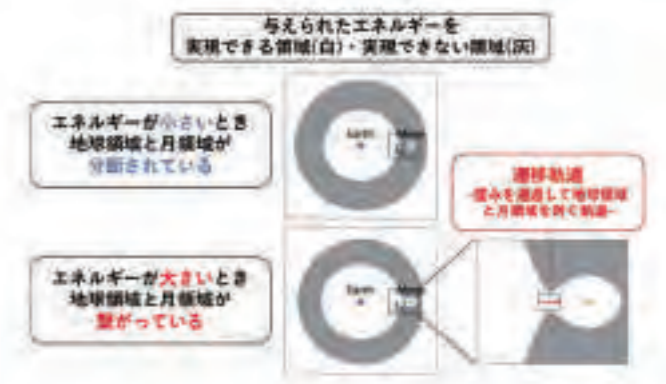 与えられたエネルギーを
実現できる領域(白)・実現できない領域(灰)
エネルギーが小さいとき
地球領域と月領域が
分断されている
Earth
Moon
遷移軌道
-窪みを通過して地球領域
と月領域を跨ぐ軌道-
エネルギーが大きいとき
地球領域と月領域が
繋がっている
Earth
Moon